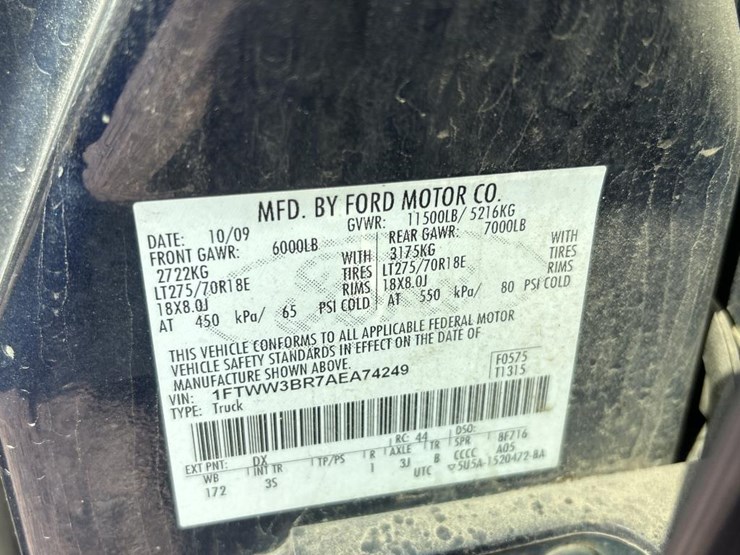 MFD. BY FORD MOTOR CO.
DATE: 10/09 GVWR: 11500LB/ 5216KG
FRONT GAWR: 6000LB REAR GAWR: 7000LB
2722KG WITH 3175KG WITH
LT275/70R18E TIRES LT275/70R18E TIRES
18X8.0J RIMS 18X8.0J RIMS
AT 450 kPa/ 65 PSI COLD AT 550 kPa/ 80 PSI COLD
THIS VEHICLE CONFORMS TO ALL APPLICABLE FEDERAL MOTOR
VEHICLE SAFETY STANDARDS IN EFFECT ON THE DATE OF
MANUFACTURE SHOWN ABOVE.
VIN: 1FTWW3BR7AEA74249 F0575
TYPE: Truck T1315
EXT PNT: DX RC: 44 DSO:
WB INT TR TP/PS R AXLE TR SPR 8F716
172 3S I 3J B CCCC A05
UTC 5U5A-1520472-BA